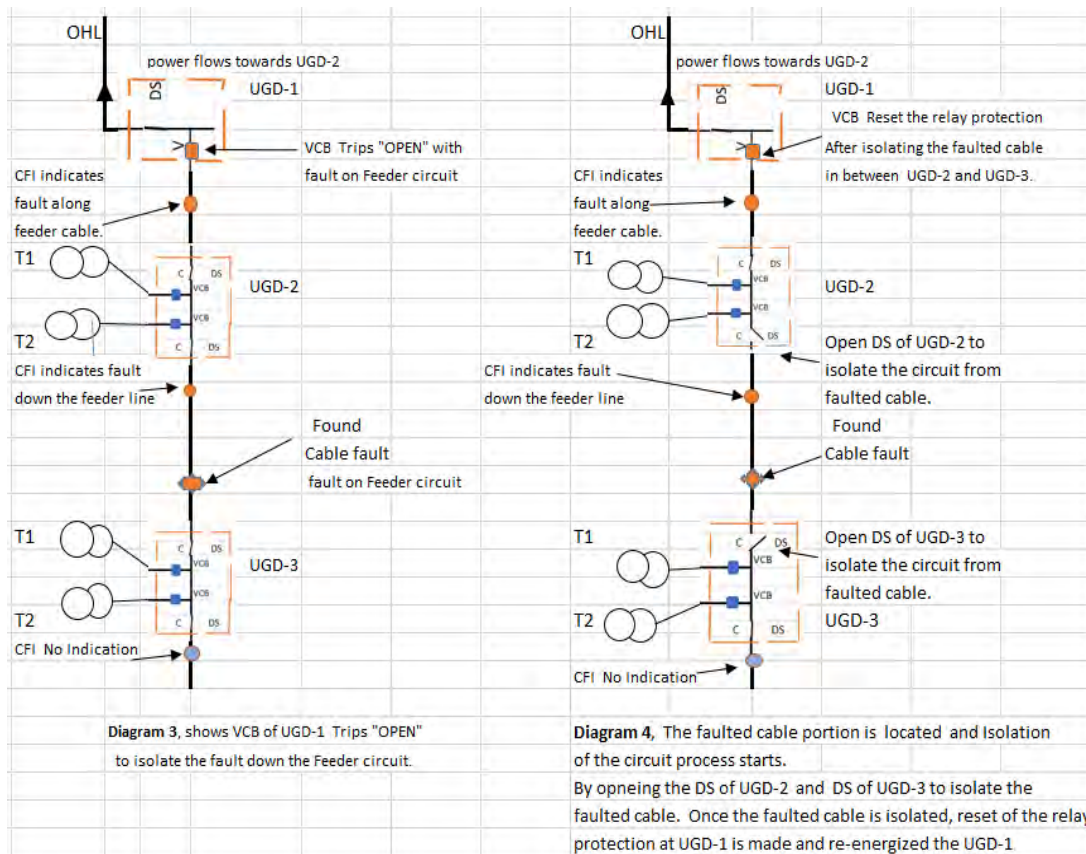 OHL
power flows towards UGD-2
DS
UGD-1
VCB Trips "OPEN" with
fault on Feeder circuit
CFI indicates
fault along
feeder cable.
T1
C DS
VCB
UGD-2
VCB
T2
C DS
CFI indicates fault
down the feeder line
Found
Cable fault
fault on Feeder circuit
T1
C DS
VCB
UGD-3
VCB
T2
C DS
CFI No Indication
Diagram 3, shows VCB of UGD-1 Trips "OPEN"
to isolate the fault down the Feeder circuit.
OHL
power flows towards UGD-2
DS
UGD-1
VCB Reset the relay protection
After isolating the faulted cable
in between UGD-2 and UGD-3.
CFI indicates
fault along
feeder cable.
T1
C DS
VCB
UGD-2
VCB
T2
C DS
Open DS of UGD-2 to
isolate the circuit from
faulted cable.
CFI indicates fault
down the feeder line
Found
Cable fault
T1
C DS
VCB
Open DS of UGD-3 to
isolate the circuit from
faulted cable.
VCB
T2
C DS
UGD-3
CFI No Indication
Diagram 4, The faulted cable portion is located and Isolation
of the circuit process starts.
By opneing the DS of UGD-2 and DS of UGD-3 to isolate the
faulted cable. Once the faulted cable is isolated, reset of the relay
protection at UGD-1 is made and re-energized the UGD-1